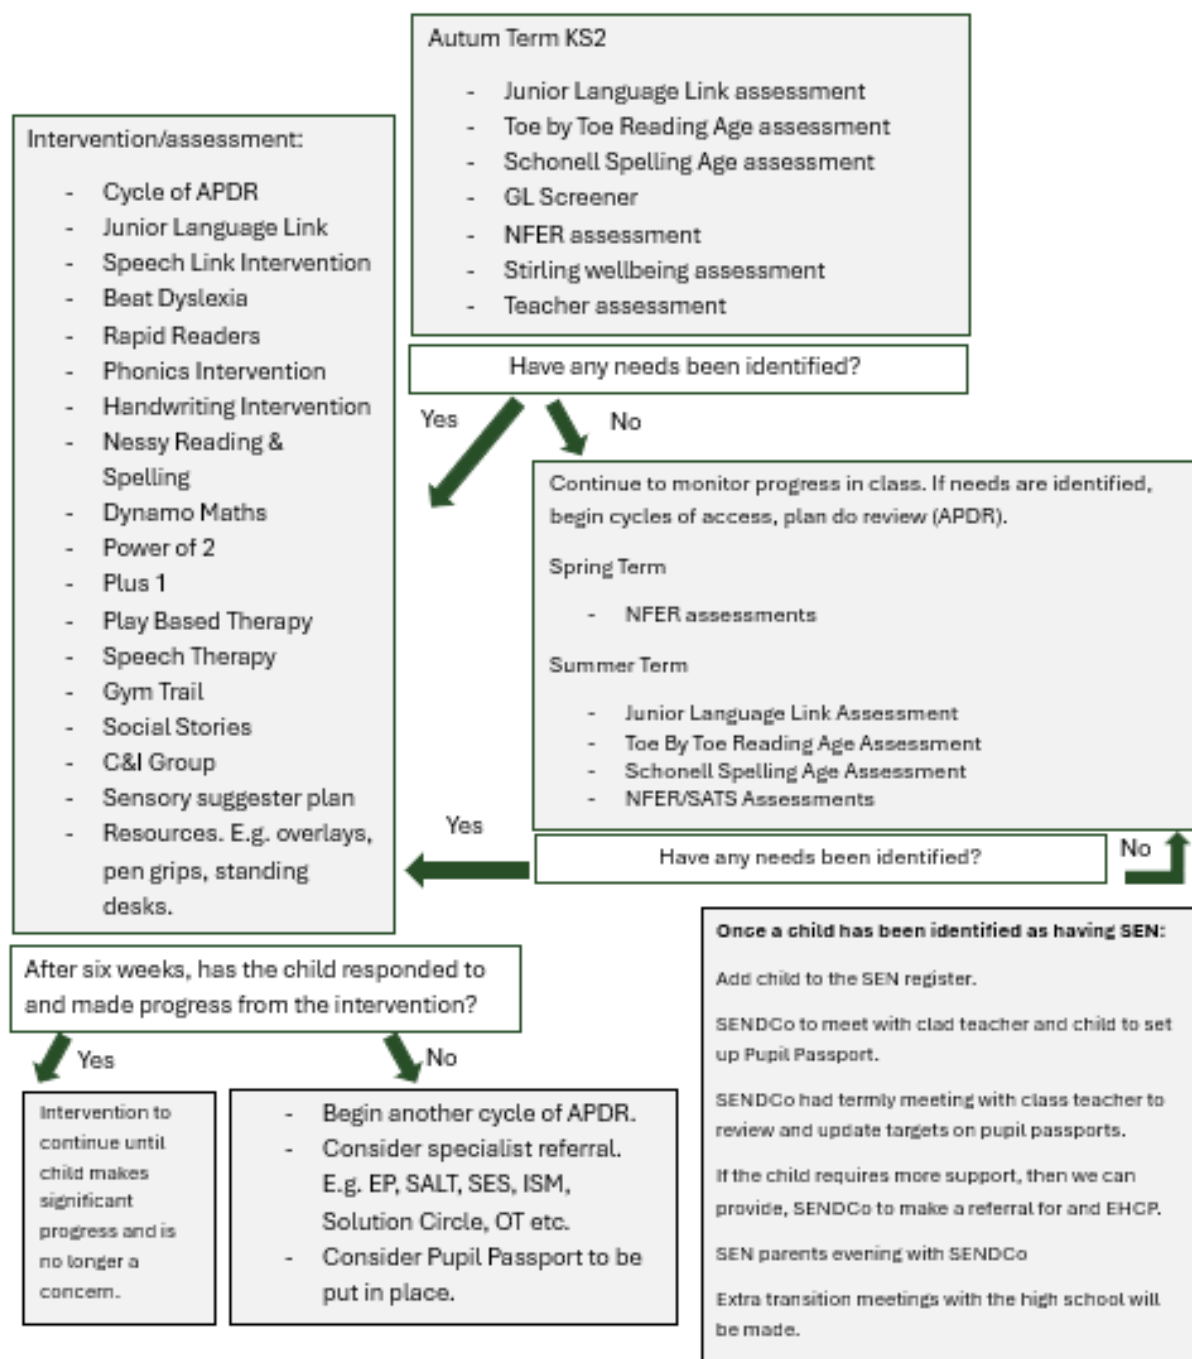 Autum Term KS2
- Junior Language Link assessment
- Toe by Toe Reading Age assessment
- Schonell Spelling Age assessment
- GL Screener
- NFER assessment
- Stirling wellbeing assessment
- Teacher assessment
Have any needs been identified?
Yes
No
Intervention/assessment:
- Cycle of APDR
- Junior Language Link
- Speech Link Intervention
- Beat Dyslexia
- Rapid Readers
- Phonics Intervention
- Handwriting Intervention
- Nessy Reading &
Spelling
- Dynamo Maths
- Power of 2
- Plus 1
- Play Based Therapy
- Speech Therapy
- Gym Trail
- Social Stories
- C&I Group
- Sensory suggester plan
- Resources. E.g. overlays,
pen grips, standing
desks.
Continue to monitor progress in class. If needs are identified,
begin cycles of access, plan do review (APDR).
Spring Term
- NFER assessments
Summer Term
- Junior Language Link Assessment
- Toe By Toe Reading Age Assessment
- Schonell Spelling Age Assessment
- NFER/SATS Assessments
Yes
Have any needs been identified?
No
After six weeks, has the child responded to
and made progress from the intervention?
Yes
No
Intervention to
continue until
child makes
significant
progress and is
no longer a
concern.
- Begin another cycle of APDR.
- Consider specialist referral.
E.g. EP, SALT, SES, ISM,
Solution Circle, OT etc.
- Consider Pupil Passport to be
put in place.
Once a child has been identified as having SEN:
Add child to the SEN register.
SENDCo to meet with clad teacher and child to set
up Pupil Passport.
SENDCo had termly meeting with class teacher to
review and update targets on pupil passports.
If the child requires more support, then we can
provide, SENDCo to make a referral for and EHCP.
SEN parents evening with SENDCo
Extra transition meetings with the high school will
be made.